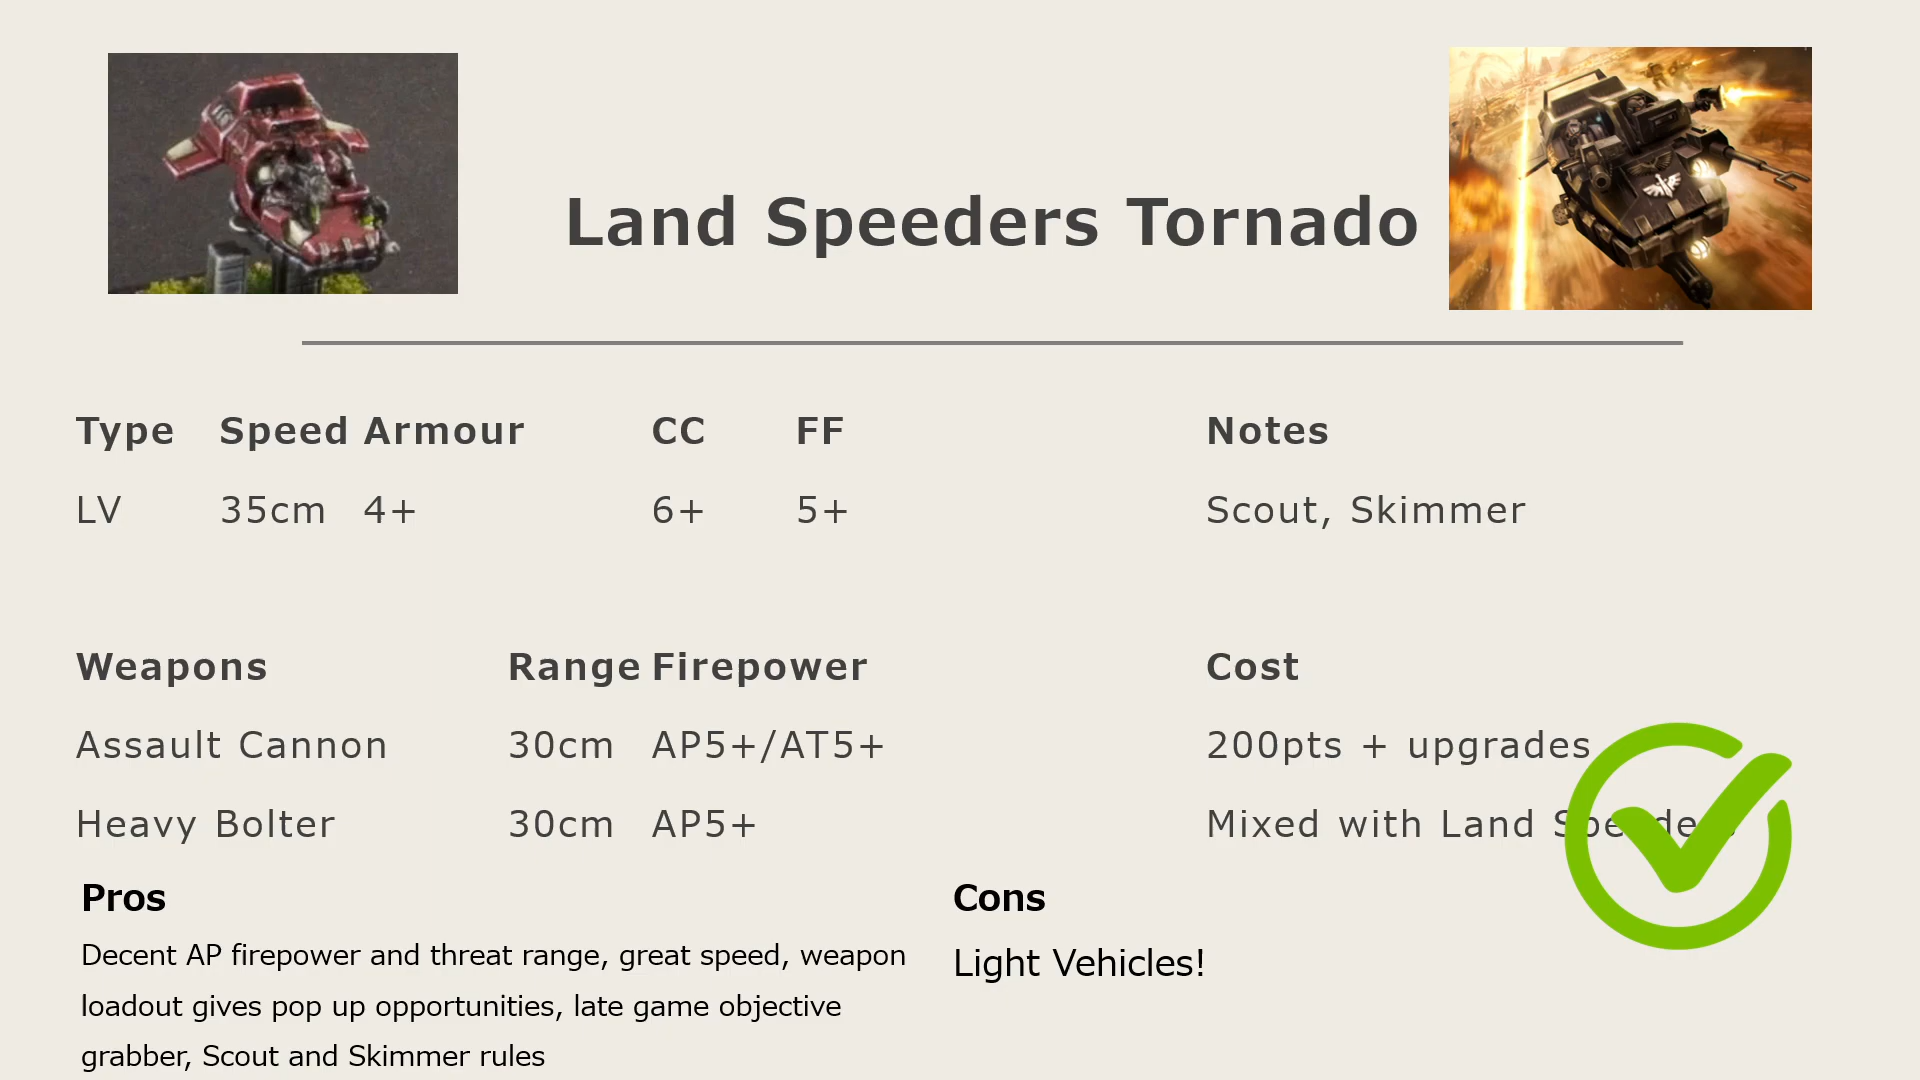 Land Speeders Tornado
Type Speed Armour CC FF Notes
LV 35cm 4+ 6+ 5+ Scout, Skimmer
Weapons Range Firepower Cost
Assault Cannon 30cm AP5+/AT5+ 200pts + upgrades
Heavy Bolter 30cm AP5+ Mixed with Land Speeders
Pros
Decent AP firepower and threat range, great speed, weapon
loadout gives pop up opportunities, late game objective
grabber, Scout and Skimmer rules
Cons
Light Vehicles!